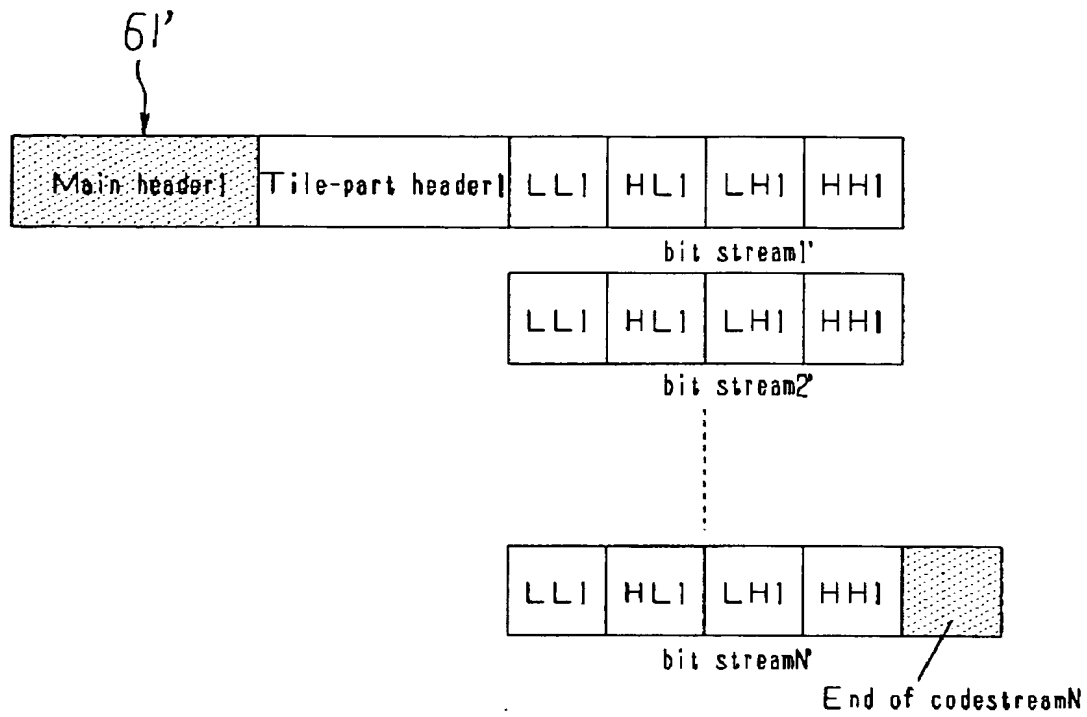 61'
Main header1 Tile-part header1 LL1 HL1 LH1 HH1
bit stream1'
LL1 HL1 LH1 HH1
bit stream2'
LL1 HL1 LH1 HH1
bit streamN'
End of codestreamN